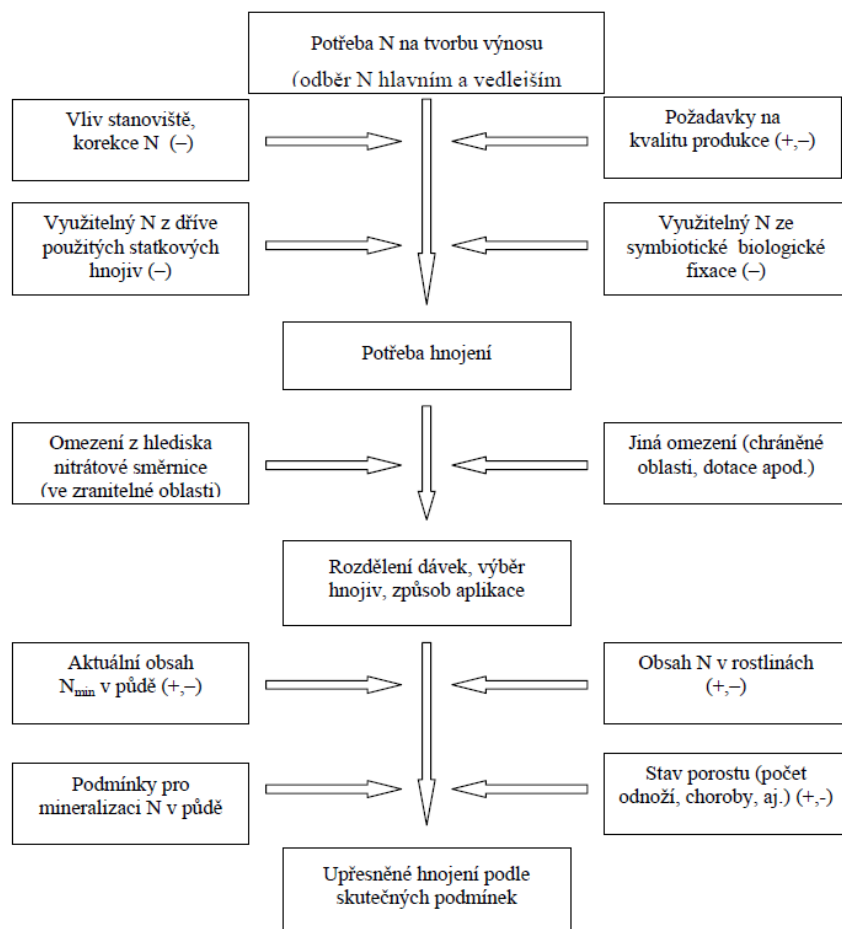 Potřeba N na tvorbu výnosu
(odběr N hlavním a vedlejším
Vliv stanoviště,
korekce N (–)
Požadavky na
kvalitu produkce (+,–)
Využitelný N z dříve
použitých statkových
hnojiv (–)
Využitelný N ze
symbiotické biologické
fixace (–)
Potřeba hnojení
Omezení z hlediska
nitrátové směrnice
(ve zranitelné oblasti)
Jiná omezení (chráněné
oblasti, dotace apod.)
Rozdělení dávek, výběr
hnojiv, způsob aplikace
Aktuální obsah
Nmin v půdě (+,–)
Obsah N v rostlinách
(+,–)
Podmínky pro
mineralizaci N v půdě
Stav porostu (počet
odnoží, choroby, aj.) (+,-)
Upřesněné hnojení podle
skutečných podmínek